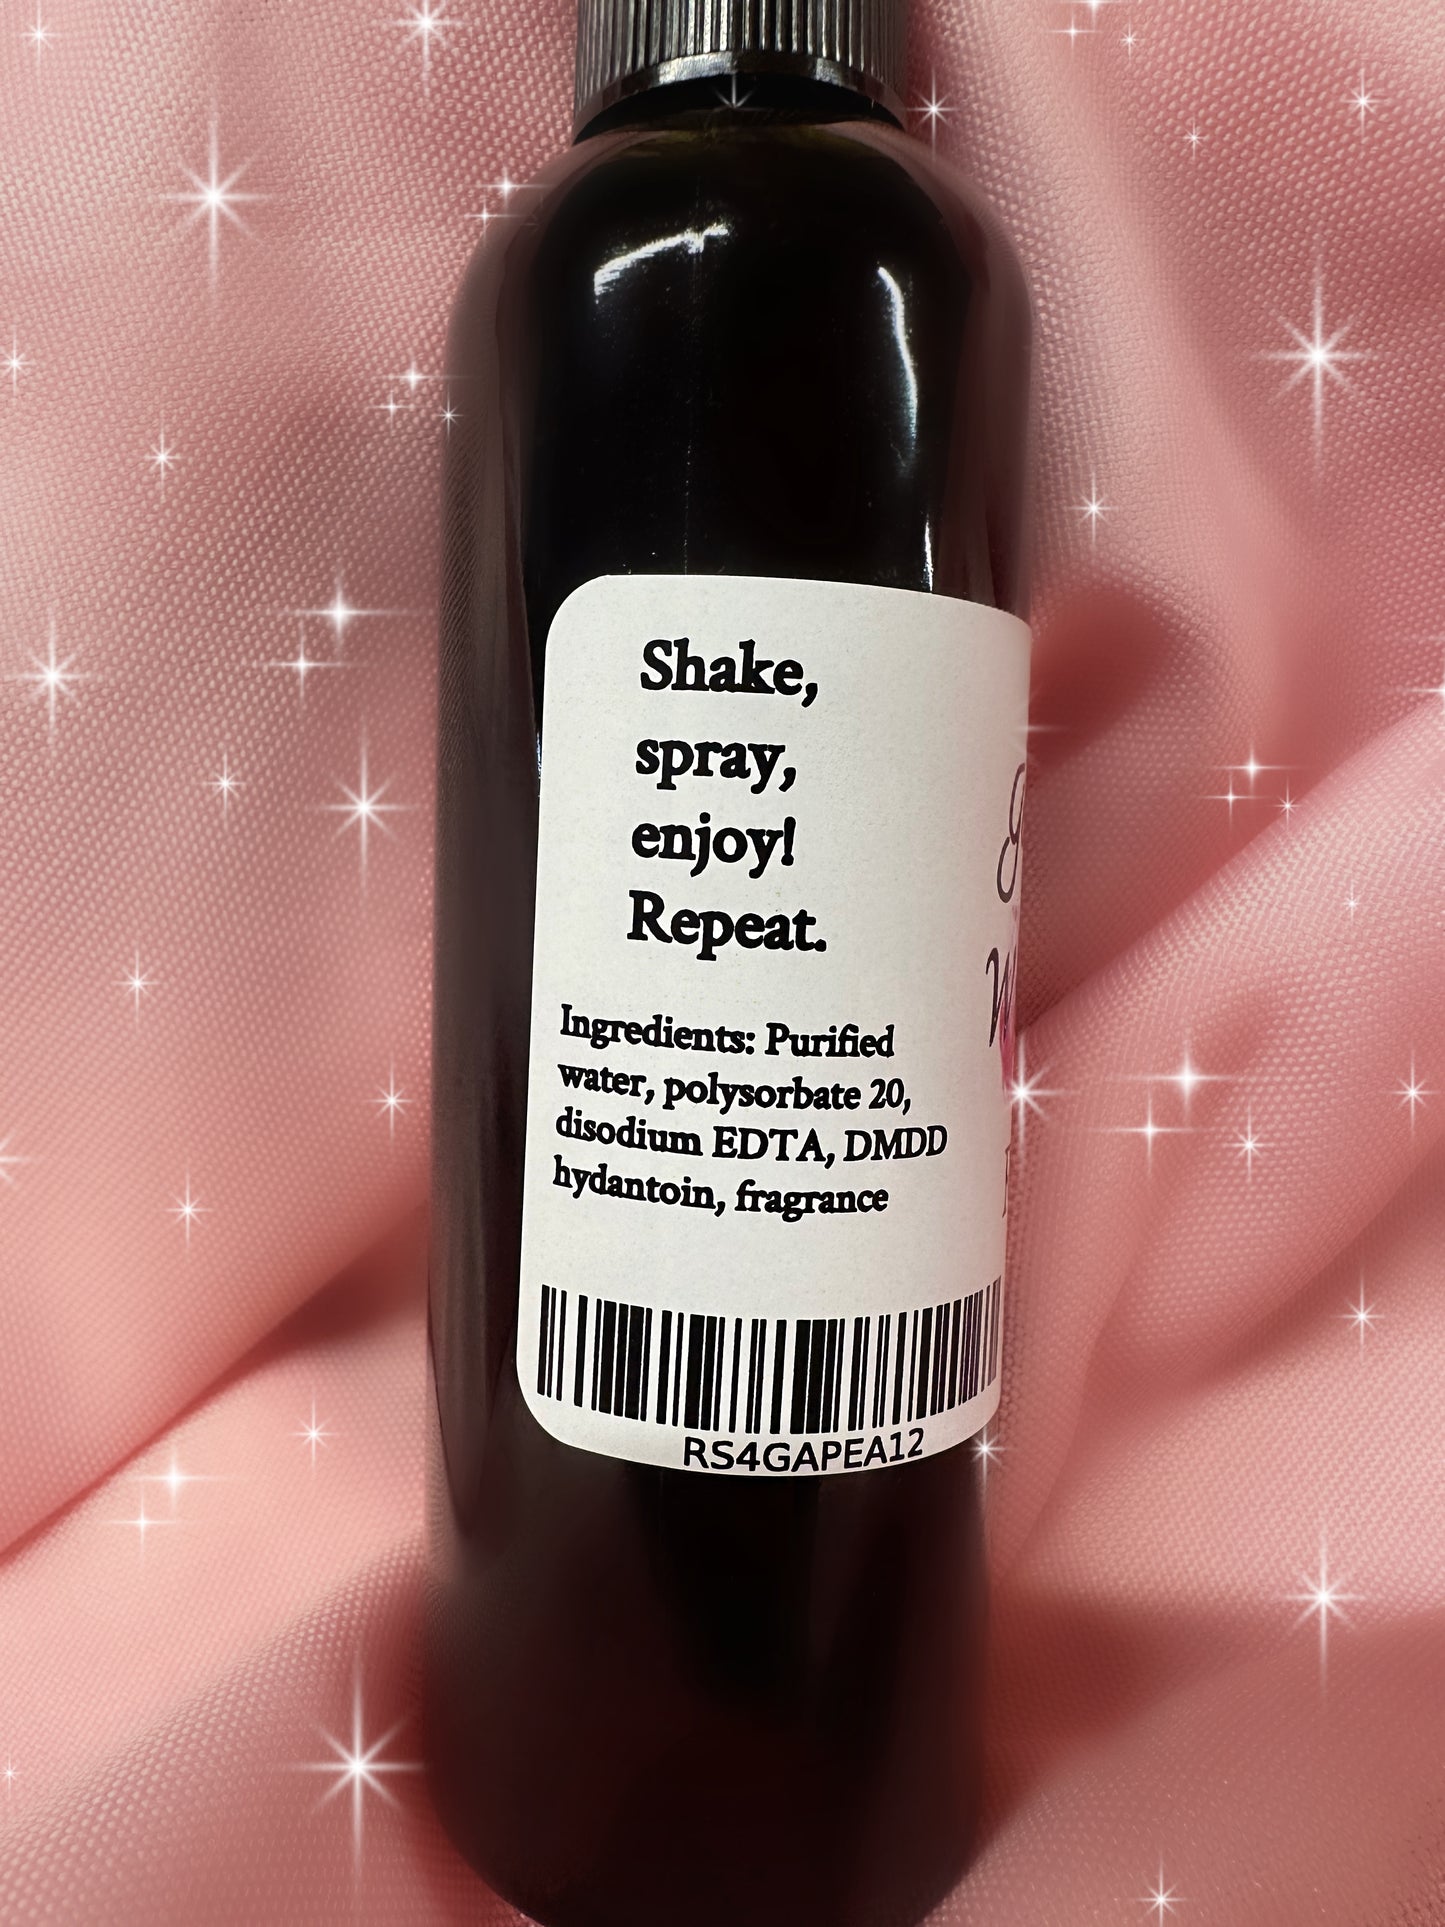 Shake,
spray,
enjoy!
Repeat.
Ingredients: Purified
water, polysorbate 20,
disodium EDTA, DMDD
hydantoin, fragrance
RS4GAPEA12